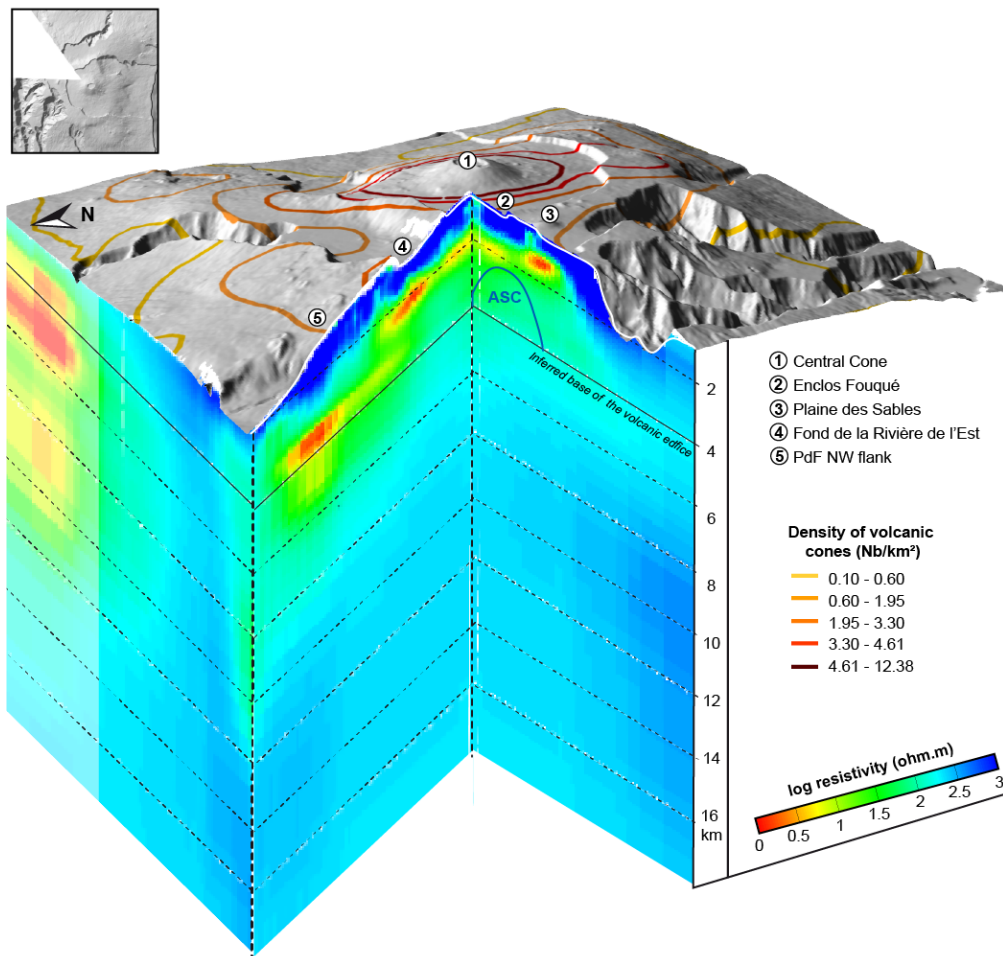 N
1
2
3
4
5
ASC
Inferred base of the volcanic edfice
2
4
6
8
10
12
14
16
km
1 Central Cone
2 Enclos Fouqué
3 Plaine des Sables
4 Fond de la Rivière de l'Est
5 PdF NW flank
Density of volcanic
cones (Nb/km²)
0.10 - 0.60
0.60 - 1.95
1.95 - 3.30
3.30 - 4.61
4.61 - 12.38
log resistivity (ohm.m)
0 0.5 1 1.5 2 2.5 3